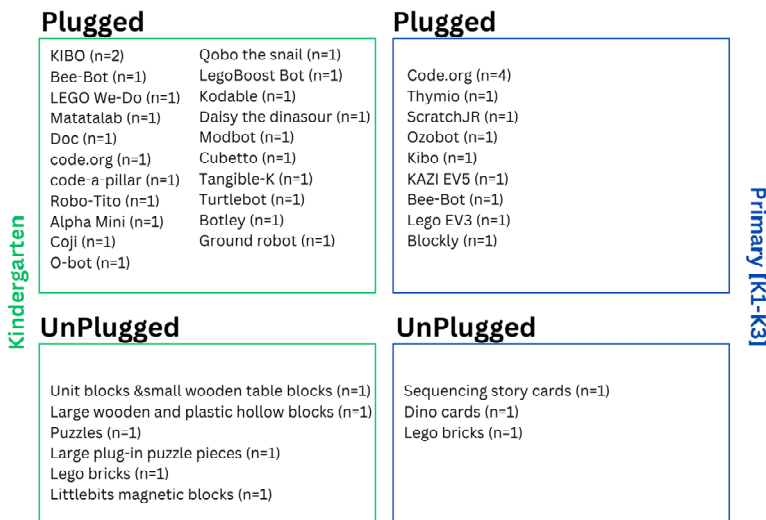 Plugged
KIBO (n=2)
Bee-Bot (n=1)
LEGO We-Do (n=1)
Matatalab (n=1)
Doc (n=1)
code.org (n=1)
code-a-pillar (n=1)
Robo-Tito (n=1)
Alpha Mini (n=1)
Coji (n=1)
O-bot (n=1)
Qobo the snail (n=1)
LegoBoost Bot (n=1)
Kodable (n=1)
Daisy the dinasour (n=1)
Modbot (n=1)
Cubetto (n=1)
Tangible-K (n=1)
Turtlebot (n=1)
Botley (n=1)
Ground robot (n=1)
Plugged
Code.org (n=4)
Thymio (n=1)
ScratchJR (n=1)
Ozobot (n=1)
Kibo (n=1)
KAZI EV5 (n=1)
Bee-Bot (n=1)
Lego EV3 (n=1)
Blockly (n=1)
Kindergarten
Primary [K1-K3]
UnPlugged
Unit blocks &small wooden table blocks (n=1)
Large wooden and plastic hollow blocks (n=1)
Puzzles (n=1)
Large plug-in puzzle pieces (n=1)
Lego bricks (n=1)
Littlebits magnetic blocks (n=1)
UnPlugged
Sequencing story cards (n=1)
Dino cards (n=1)
Lego bricks (n=1)